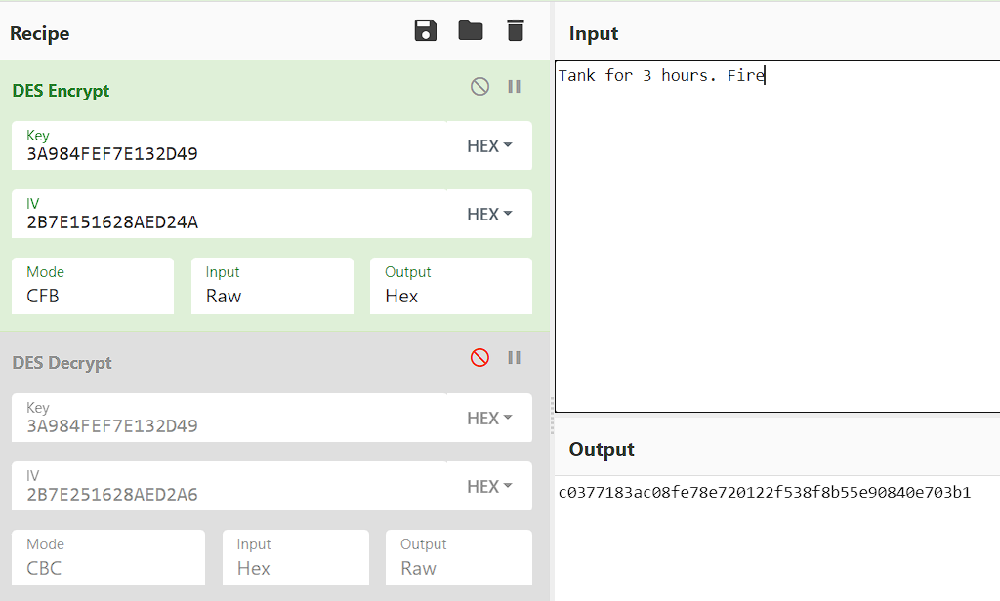 Recipe
DES Encrypt
Key
3A984FEF7E132D49
HEX
IV
2B7E151628AED24A
HEX
Mode
CFB
Input
Raw
Output
Hex
DES Decrypt
Key
3A984FEF7E132D49
HEX
IV
2B7E251628AED2A6
HEX
Mode
CBC
Input
Hex
Output
Raw
Input
Tank for 3 hours. Fire
Output
c0377183ac08fe78e720122f538f8b55e90840e703b1